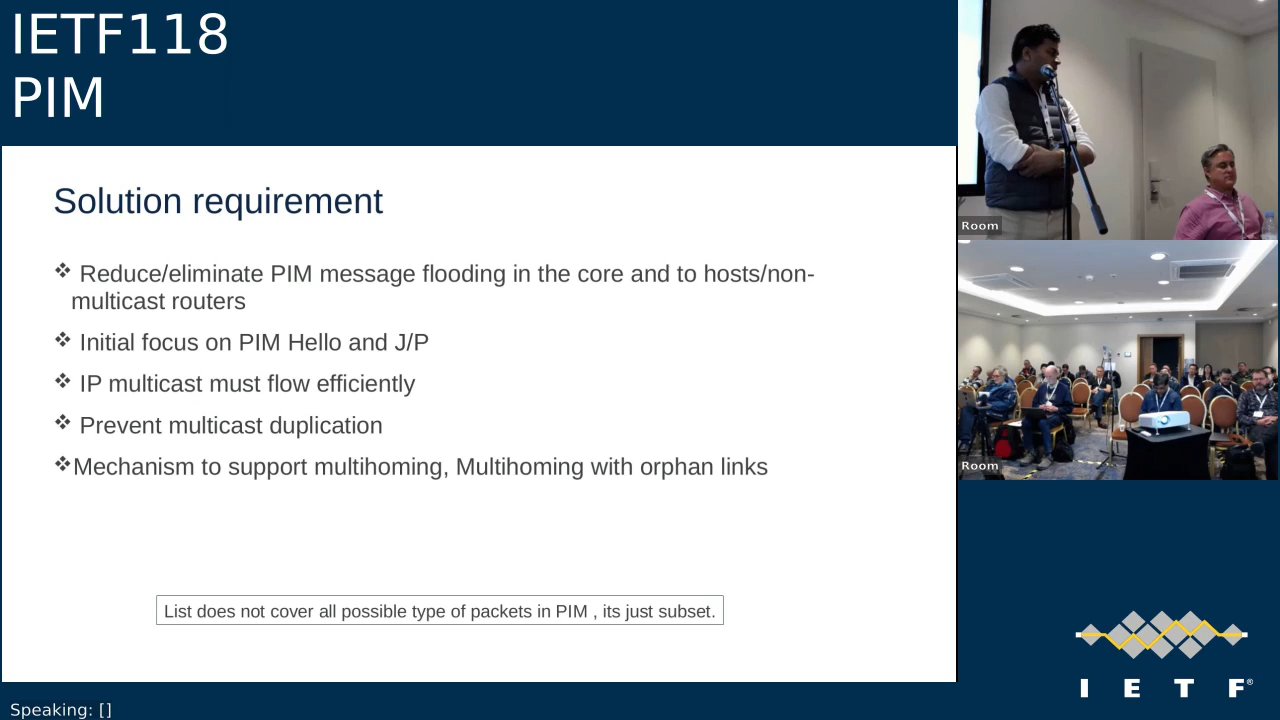 IETF118
PIM
Solution requirement
❖ Reduce/eliminate PIM message flooding in the core and to hosts/non-
multicast routers
❖ Initial focus on PIM Hello and J/P
❖ IP multicast must flow efficiently
❖ Prevent multicast duplication
❖Mechanism to support multihoming, Multihoming with orphan links
List does not cover all possible type of packets in PIM , its just subset.
Speaking: []
Room
Room
I E T F®